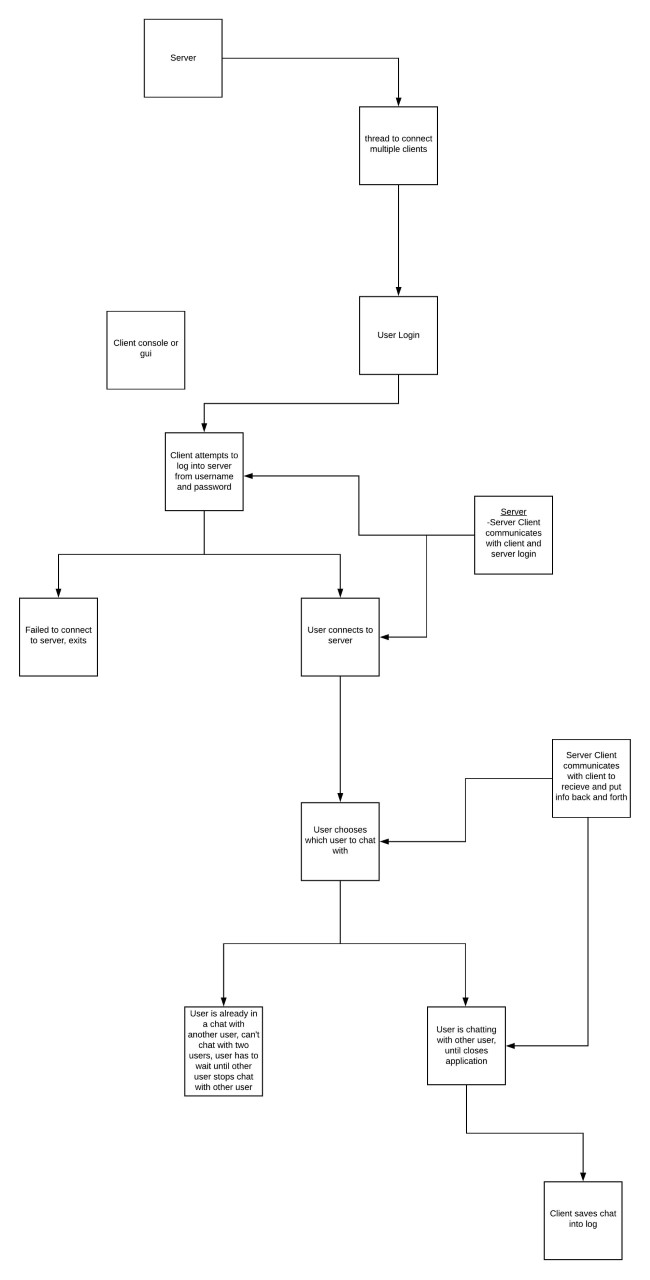 Server
thread to connect
multiple clients
User Login
Client console or
gui
Client attempts to
log into server
from username
and password
Server
-Server Client
communicates
with client and
server login
Failed to connect
to server, exits
User connects to
server
Server Client
communicates
with client to
recieve and put
info back and forth
User chooses
which user to chat
with
User is already in
a chat with
another user, can't
chat with two
users, user has to
wait until other
user stops chat
with other user
User is chatting
with other user,
until closes
application
Client saves chat
into log